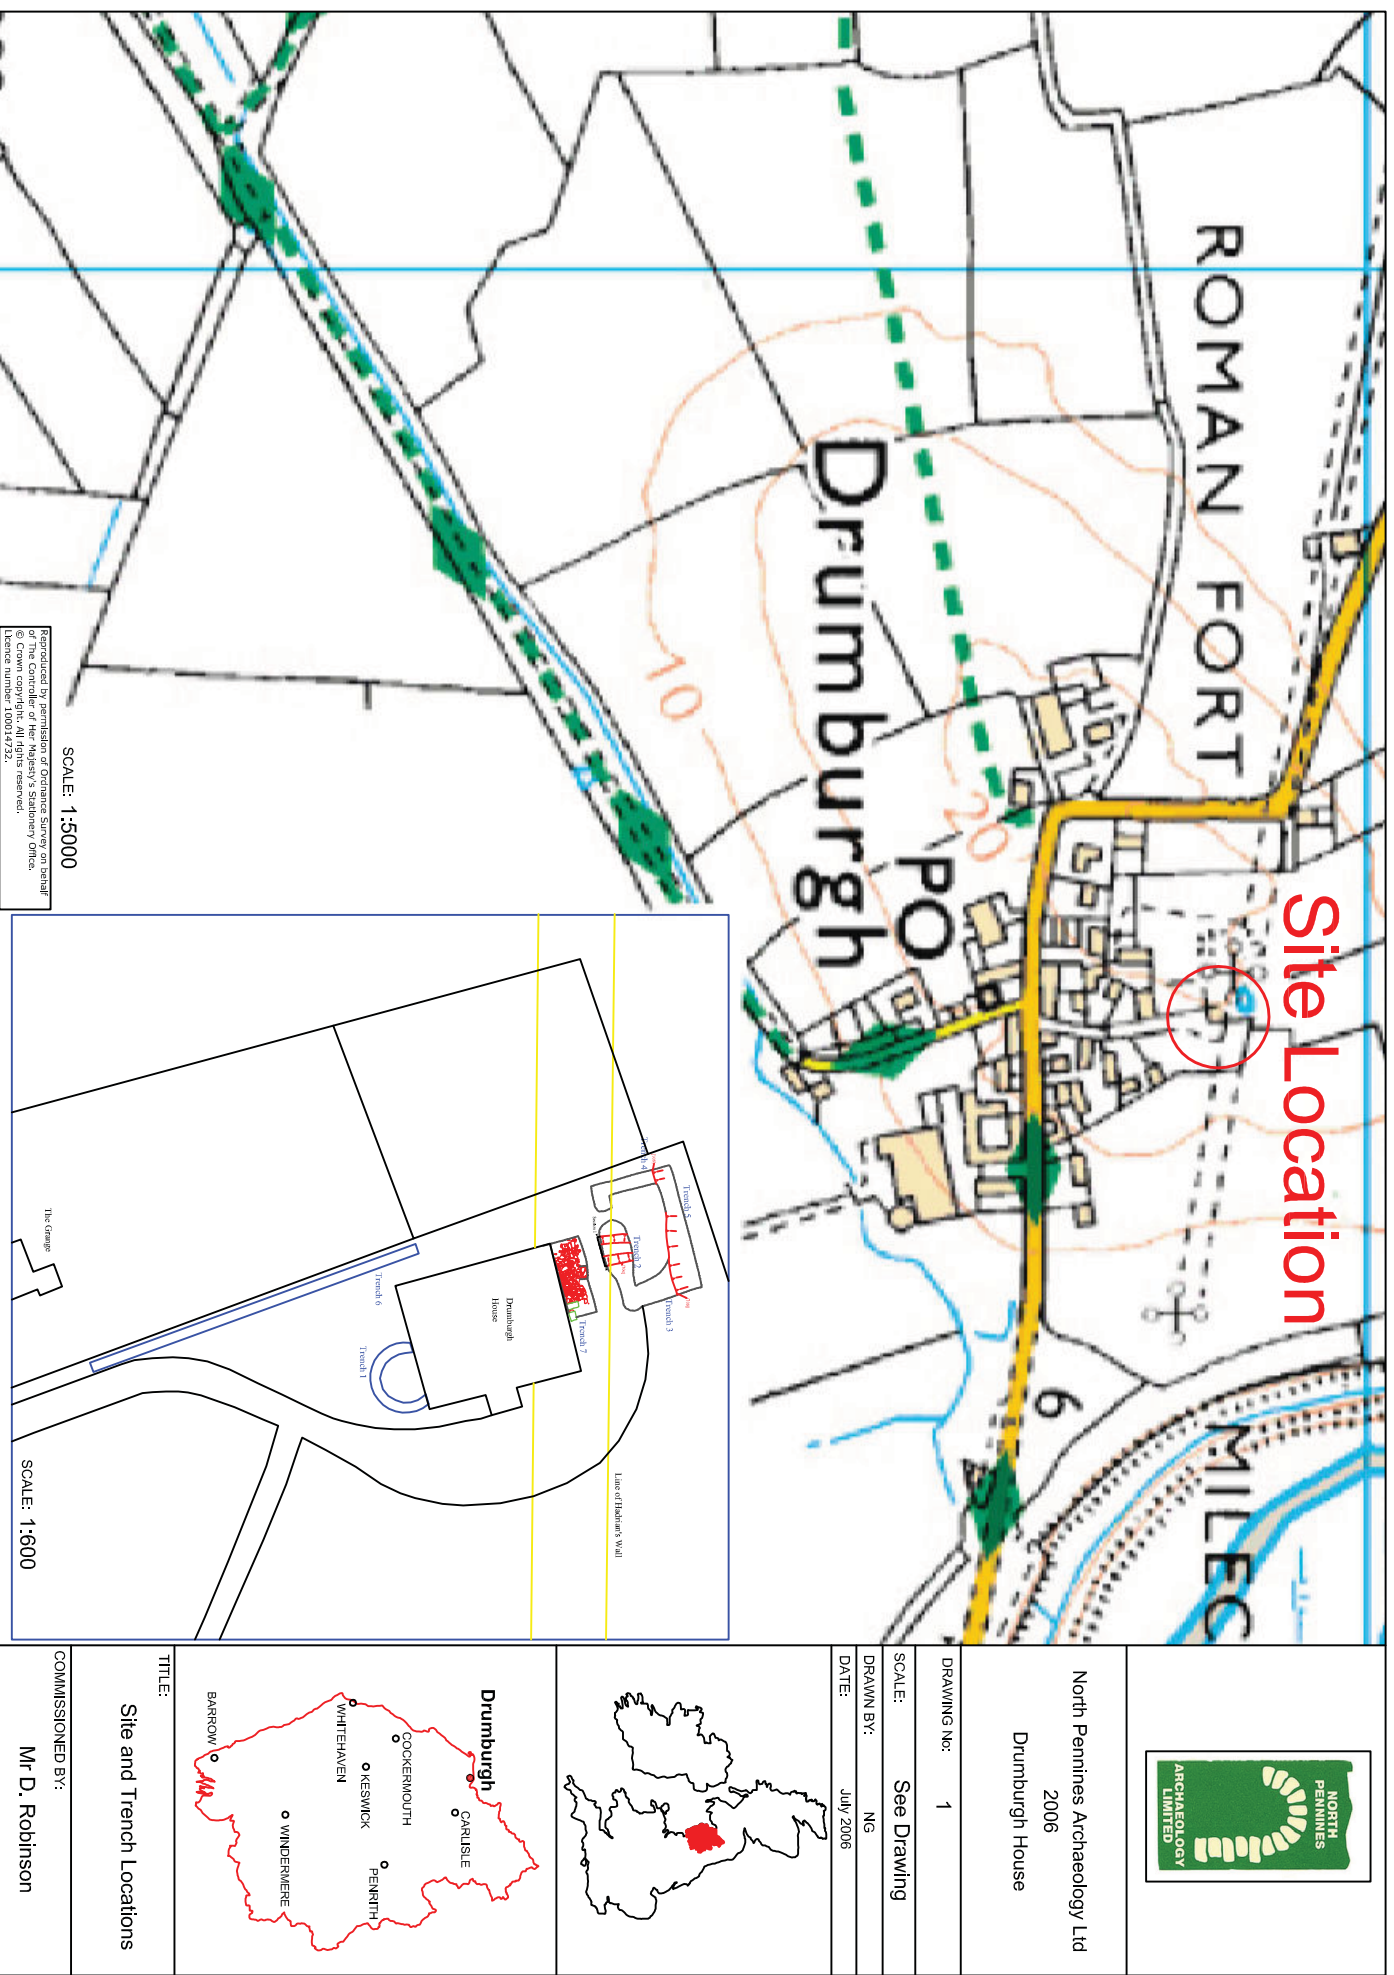 ROMAN FORT
Site Location
Drumburgh
PO
10
20
6
MILEC
SCALE: 1:5000
Reproduced by permission of Ordnance Survey on behalf
of The Controller of Her Majesty's Stationery Office.
© Crown copyright. All rights reserved.
Licence number 100014732.
Trench 4
Trench 5
Trench 2
Trench 3
Trench 7
Trench 6
Trench 1
Drumburgh
House
The Grange
Line of Hadrian's Wall
SCALE: 1:600
NORTH
PENNINES
ARCHAEOLOGY
LIMITED
North Pennines Archaeology Ltd
2006
Drumburgh House
DRAWING No: 1
SCALE: See Drawing
DRAWN BY: NG
DATE: July 2006
Drumburgh
CARLISLE
COCKERMOUTH
PENRITH
KESWICK
WHITEHAVEN
WINDERMERE
BARROW
TITLE:
Site and Trench Locations
COMMISSIONED BY:
Mr D. Robinson